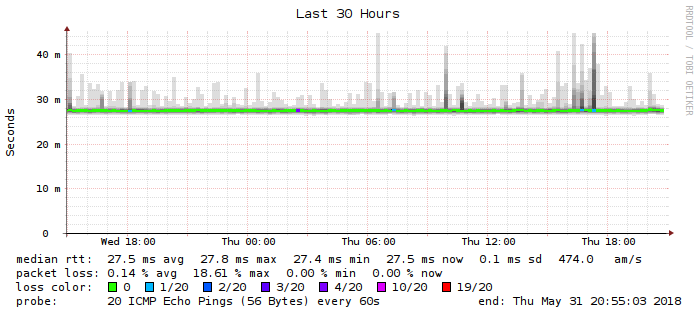 Last 30 Hours
RRDTOOL / TOBI OETIKER
Seconds
40 m
30 m
20 m
10 m
0
Wed 18:00 Thu 00:00 Thu 06:00 Thu 12:00 Thu 18:00
median rtt: 27.5 ms avg 27.8 ms max 27.4 ms min 27.5 ms now 0.1 ms sd 474.0 am/s
packet loss: 0.14 % avg 18.61 % max 0.00 % min 0.00 % now
loss color: 0 1/20 2/20 3/20 4/20 10/20 19/20
probe: 20 ICMP Echo Pings (56 Bytes) every 60s end: Thu May 31 20:55:03 2018